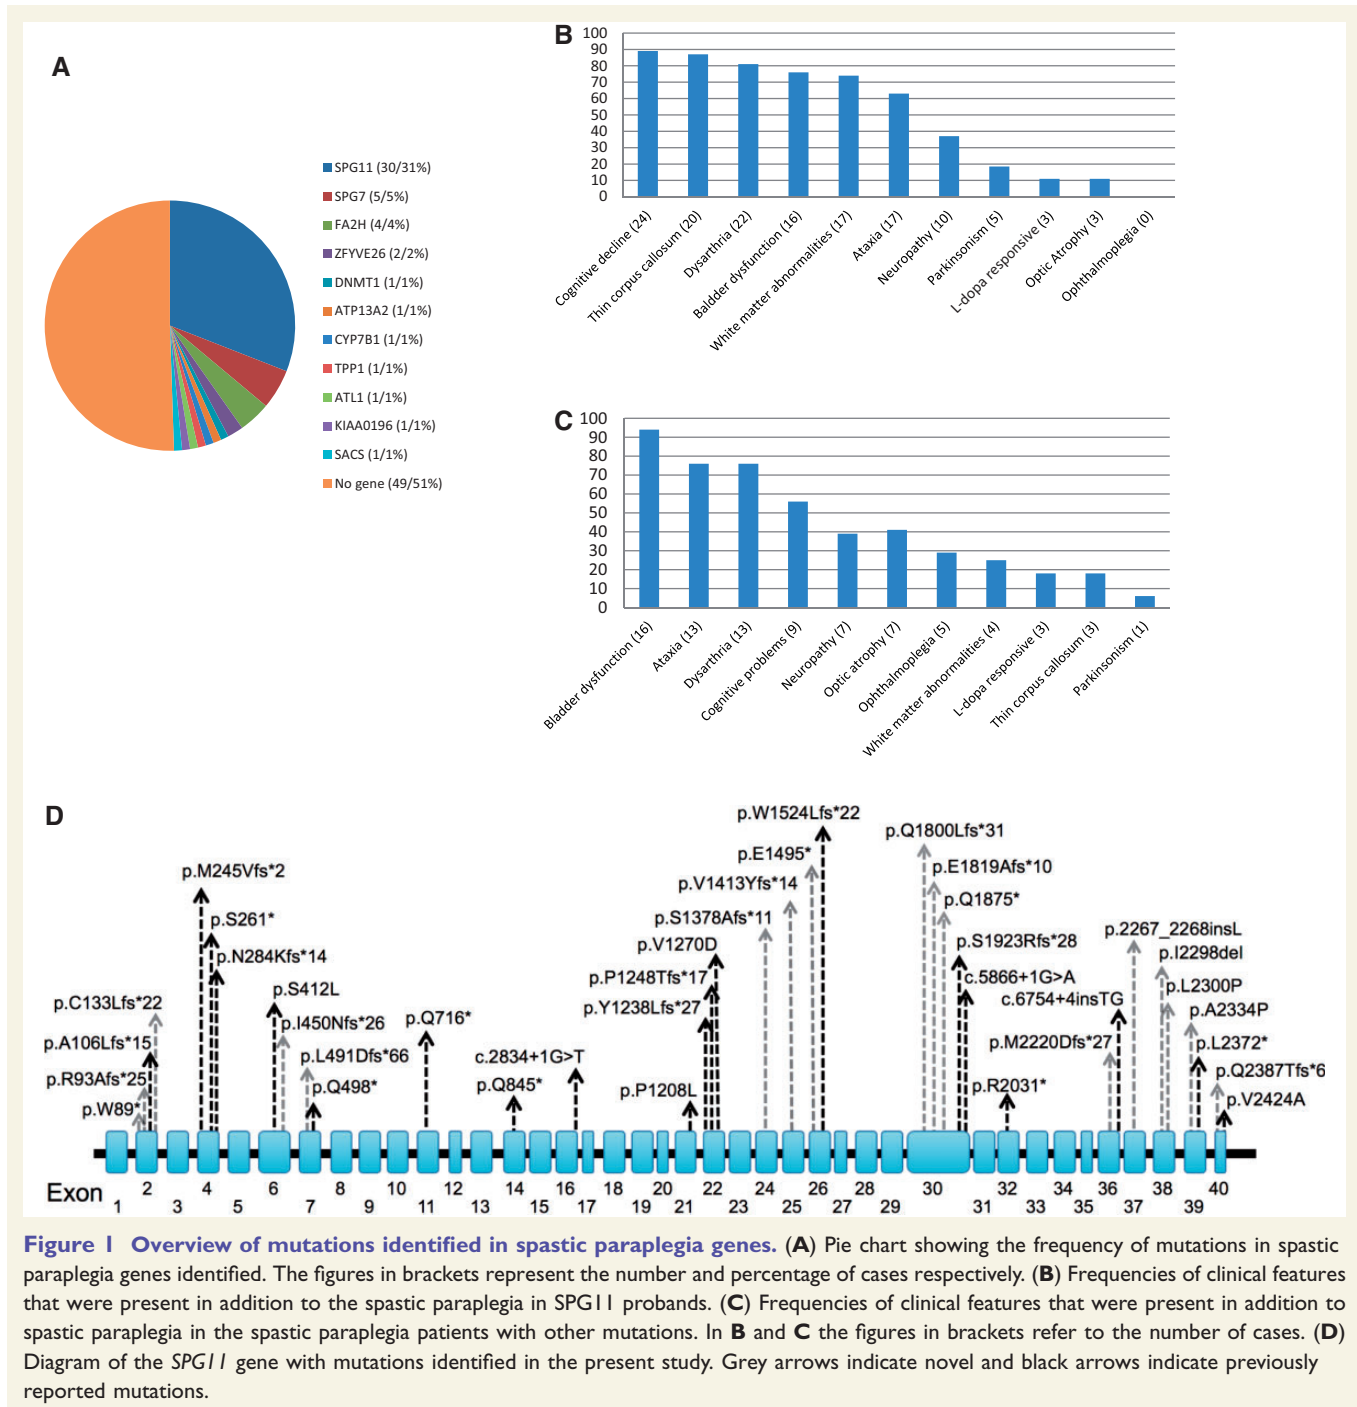 A
SPG11 (30/31%)
SPG7 (5/5%)
FA2H (4/4%)
ZFYVE26 (2/2%)
DNMT1 (1/1%)
ATP13A2 (1/1%)
CYP7B1 (1/1%)
TPP1 (1/1%)
ATL1 (1/1%)
KIAA0196 (1/1%)
SACS (1/1%)
No gene (49/51%)
B
100
90
80
70
60
50
40
30
20
10
0
Cognitive decline (24)
Thin corpus callosum (20)
Dysarthria (22)
Baldder dysfunction (16)
White matter abnormalities (17)
Ataxia (17)
Neuropathy (10)
Parkinsonism (5)
L-dopa responsive (3)
Optic Atrophy (3)
Ophthalmoplegia (0)
C
100
90
80
70
60
50
40
30
20
10
0
Bladder dysfunction (16)
Ataxia (13)
Dysarthria (13)
Cognitive problems (9)
Neuropathy (7)
Optic atrophy (7)
Ophthalmoplegia (5)
White matter abnormalities (4)
L-dopa responsive (3)
Thin corpus callosum (3)
Parkinsonism (1)
D
p.W89*
p.R93Afs*25
p.A106Lfs*15
p.C133Lfs*22
p.M245Vfs*2
p.S261*
p.N284Kfs*14
p.S412L
p.I450Nfs*26
p.L491Dfs*66
p.Q498*
p.Q716*
p.Q845*
c.2834+1G>T
p.P1208L
p.Y1238Lfs*27
p.P1248Tfs*17
p.V1270D
p.S1378Afs*11
p.V1413Yfs*14
p.E1495*
p.W1524Lfs*22
p.Q1800Lfs*31
p.E1819Afs*10
p.Q1875*
p.S1923Rfs*28
c.5866+1G>A
p.R2031*
p.M2220Dfs*27
c.6754+4insTG
p.2267_2268insL
p.I2298del
p.L2300P
p.A2334P
p.L2372*
p.Q2387Tfs*6
p.V2424A
Exon
1 2 3 4 5 6 7 8 9 10 11 12 13 14 15 16 17 18 19 20 21 22 23 24 25 26 27 28 29 30 31 32 33 34 35 36 37 38 39 40
Figure 1 Overview of mutations identified in spastic paraplegia genes. (A) Pie chart showing the frequency of mutations in spastic
paraplegia genes identified. The figures in brackets represent the number and percentage of cases respectively. (B) Frequencies of clinical features
that were present in addition to the spastic paraplegia in SPG11 probands. (C) Frequencies of clinical features that were present in addition to
spastic paraplegia in the spastic paraplegia patients with other mutations. In B and C the figures in brackets refer to the number of cases. (D)
Diagram of the SPG11 gene with mutations identified in the present study. Grey arrows indicate novel and black arrows indicate previously
reported mutations.